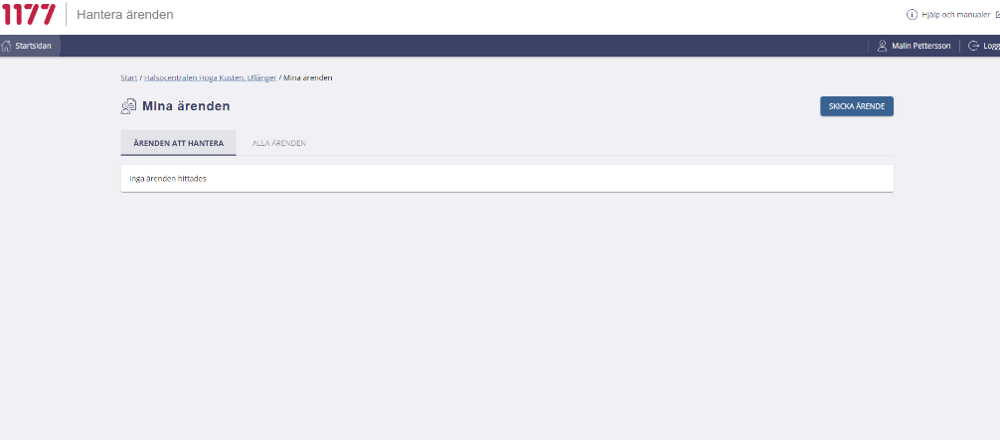 1177 Hantera ärenden Hjälp och manualer
Startsidan Malin Pettersson Logg
Start / Hälsocentralen Höga Kusten, Ullånger / Mina ärenden
Mina ärenden SKICKA ÄRENDE
ÄRENDEN ATT HANTERA ALLA ÄRENDEN
Inga ärenden hittades